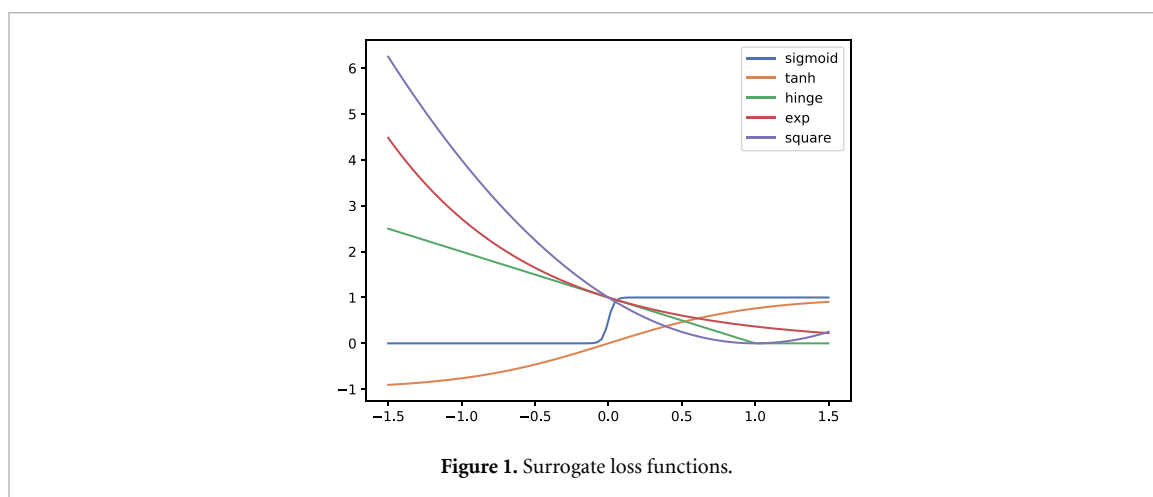 6
5
4
3
2
1
0
−1
−1.5 −1.0 −0.5 0.0 0.5 1.0 1.5
sigmoid
tanh
hinge
exp
square
Figure 1. Surrogate loss functions.